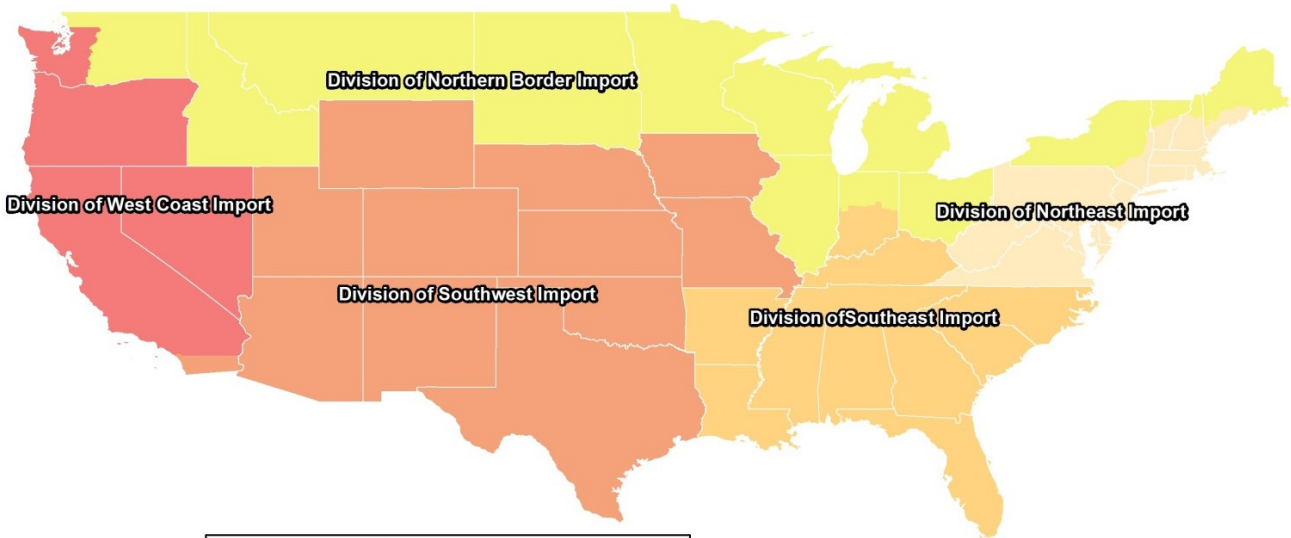 Division of Northern Border Import
Division of West Coast Import
Division of Northeast Import
Division of Southwest Import
Division ofSoutheast Import